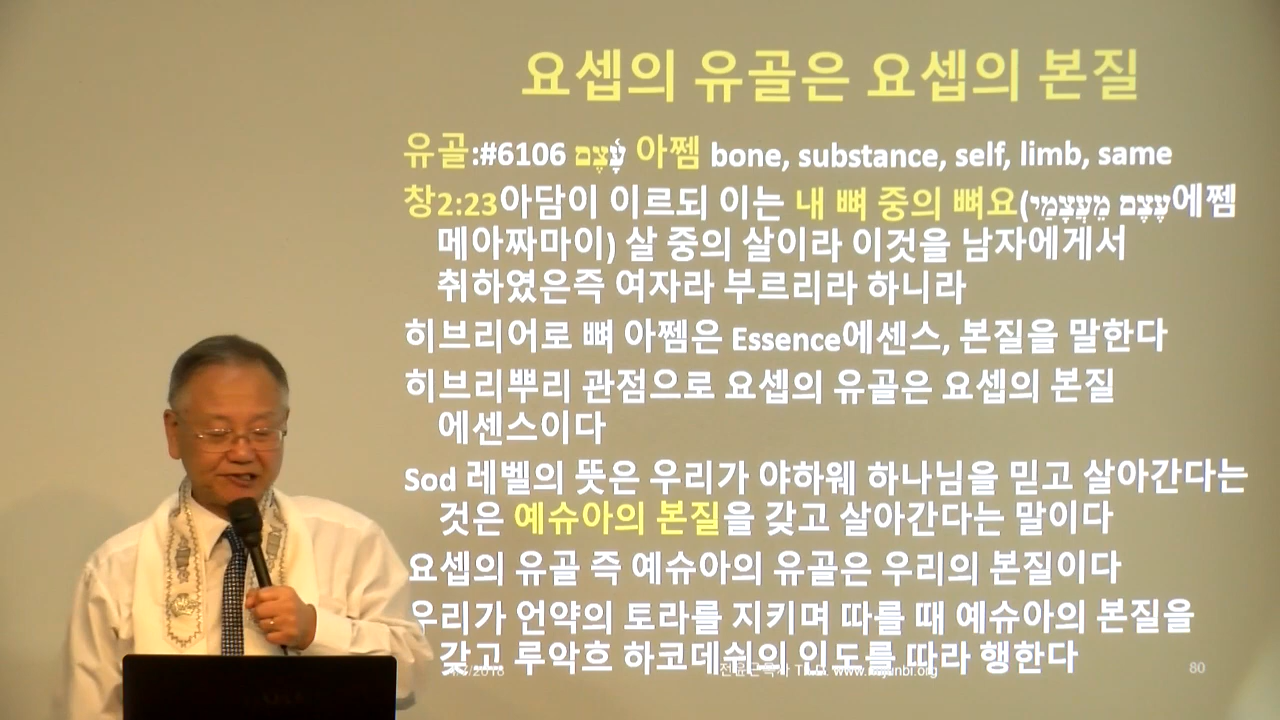 요셉의 유골은 요셉의 본질
유골:#6106 עָ֫צֶם 아쩸 bone, substance, self, limb, same
창2:23아담이 이르되 이는 내 뼈 중의 뼈요(עֶצֶם מֵעֲצָמַי에쩸
메아짜마이) 살 중의 살이라 이것을 남자에게서
취하였은즉 여자라 부르리라 하니라
히브리어로 뼈 아쩸은 Essence에센스, 본질을 말한다
히브리뿌리 관점으로 요셉의 유골은 요셉의 본질
에센스이다
Sod 레벨의 뜻은 우리가 야하웨 하나님을 믿고 살아간다는
것은 예슈아의 본질을 갖고 살아간다는 말이다
요셉의 유골 즉 예슈아의 유골은 우리의 본질이다
우리가 언약의 토라를 지키며 따를 때 예슈아의 본질을
갖고 루악흐 하코데쉬의 인도를 따라 행한다
80